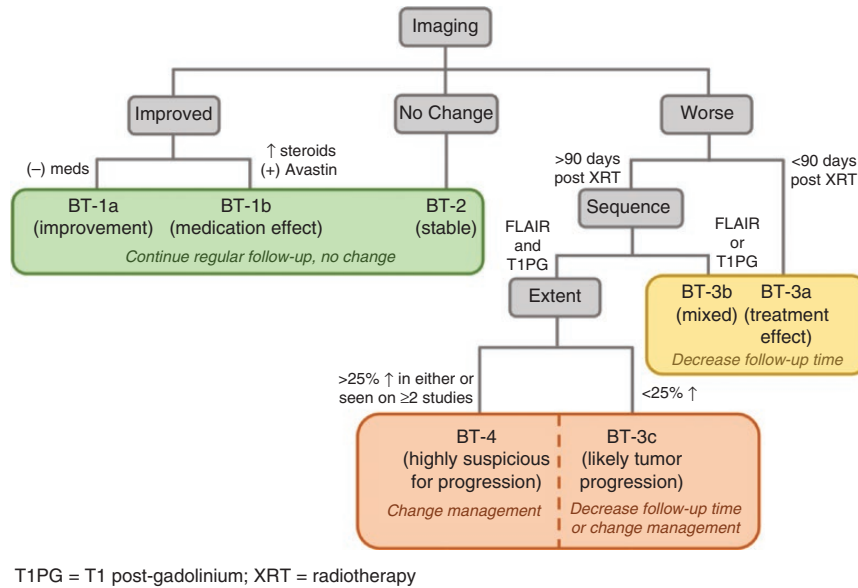 Imaging
Improved
No Change
Worse
(–) meds
↑ steroids
(+) Avastin
>90 days
post XRT
<90 days
post XRT
BT-1a
(improvement)
BT-1b
(medication effect)
BT-2
(stable)
Continue regular follow-up, no change
Sequence
FLAIR
and
T1PG
FLAIR
or
T1PG
Extent
BT-3b
(mixed)
BT-3a
(treatment
effect)
Decrease follow-up time
>25% ↑ in either or
seen on ≥2 studies
<25% ↑
BT-4
(highly suspicious
for progression)
Change management
BT-3c
(likely tumor
progression)
Decrease follow-up time
or change management
T1PG = T1 post-gadolinium; XRT = radiotherapy